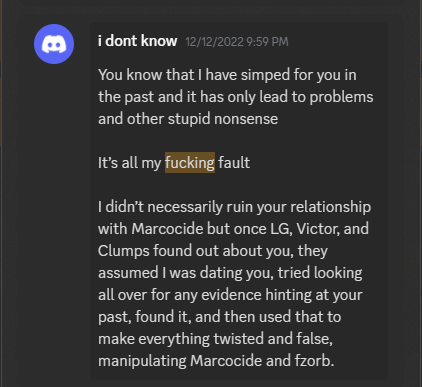 i dont know 12/12/2022 9:59 PM
You know that I have simped for you in
the past and it has only lead to problems
and other stupid nonsense
It's all my fucking fault
I didn't necessarily ruin your relationship
with Marcocide but once LG, Victor, and
Clumps found out about you, they
assumed I was dating you, tried looking
all over for any evidence hinting at your
past, found it, and then used that to
make everything twisted and false,
manipulating Marcocide and fzorb.